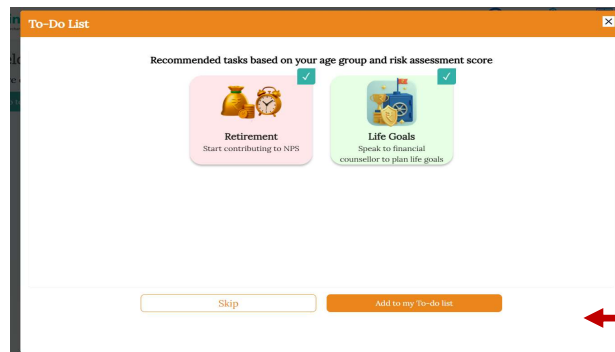 To-Do List
Recommended tasks based on your age group and risk assessment score
Retirement
Start contributing to NPS
Life Goals
Speak to financial
counsellor to plan life goals
Skip
Add to my To-do list